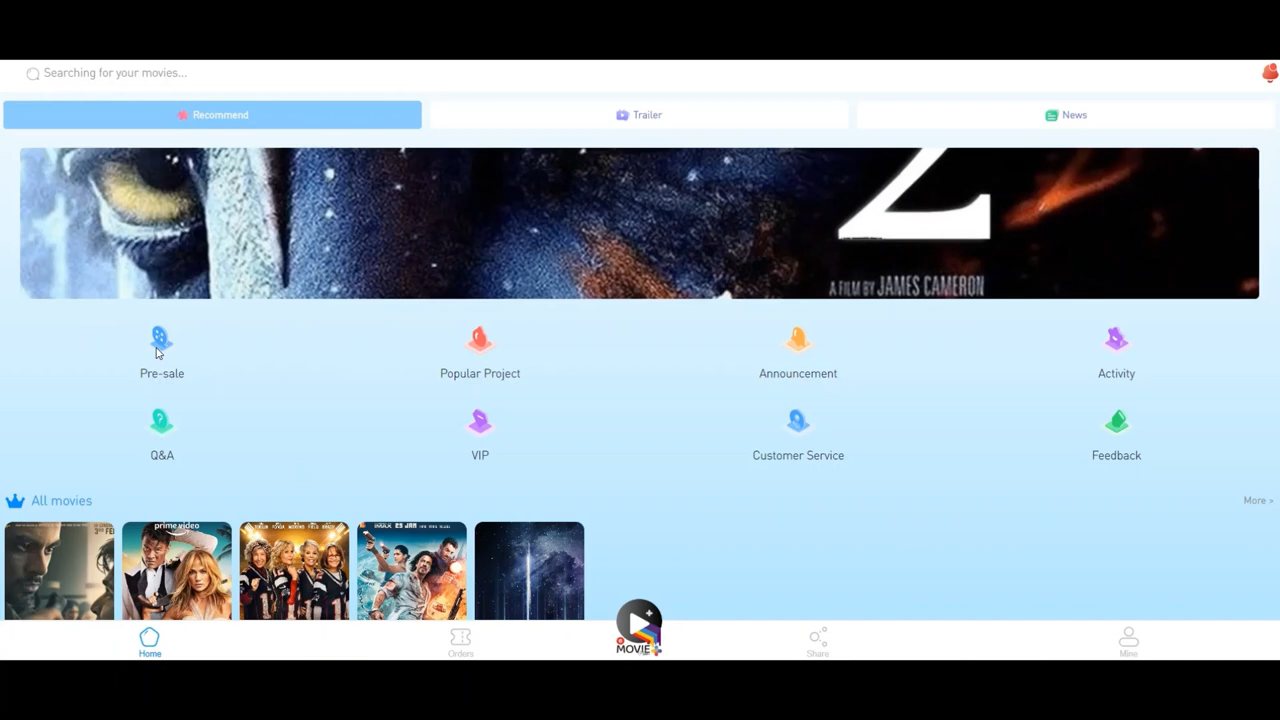 Searching for your movies...
Recommend
Trailer
News
2
A FILM BY JAMES CAMERON
Pre-sale
Popular Project
Announcement
Activity
Q&A
VIP
Customer Service
Feedback
All movies
More >
prime video
Home
Orders
MOVIE
Share
Mine